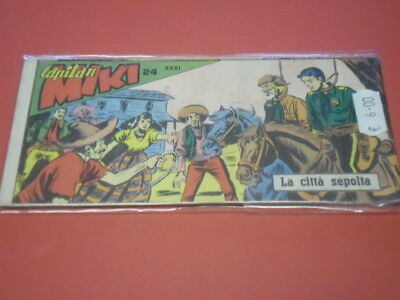 Capitan
MIKI
24
XXXI
€ 6.00
La città sepolta